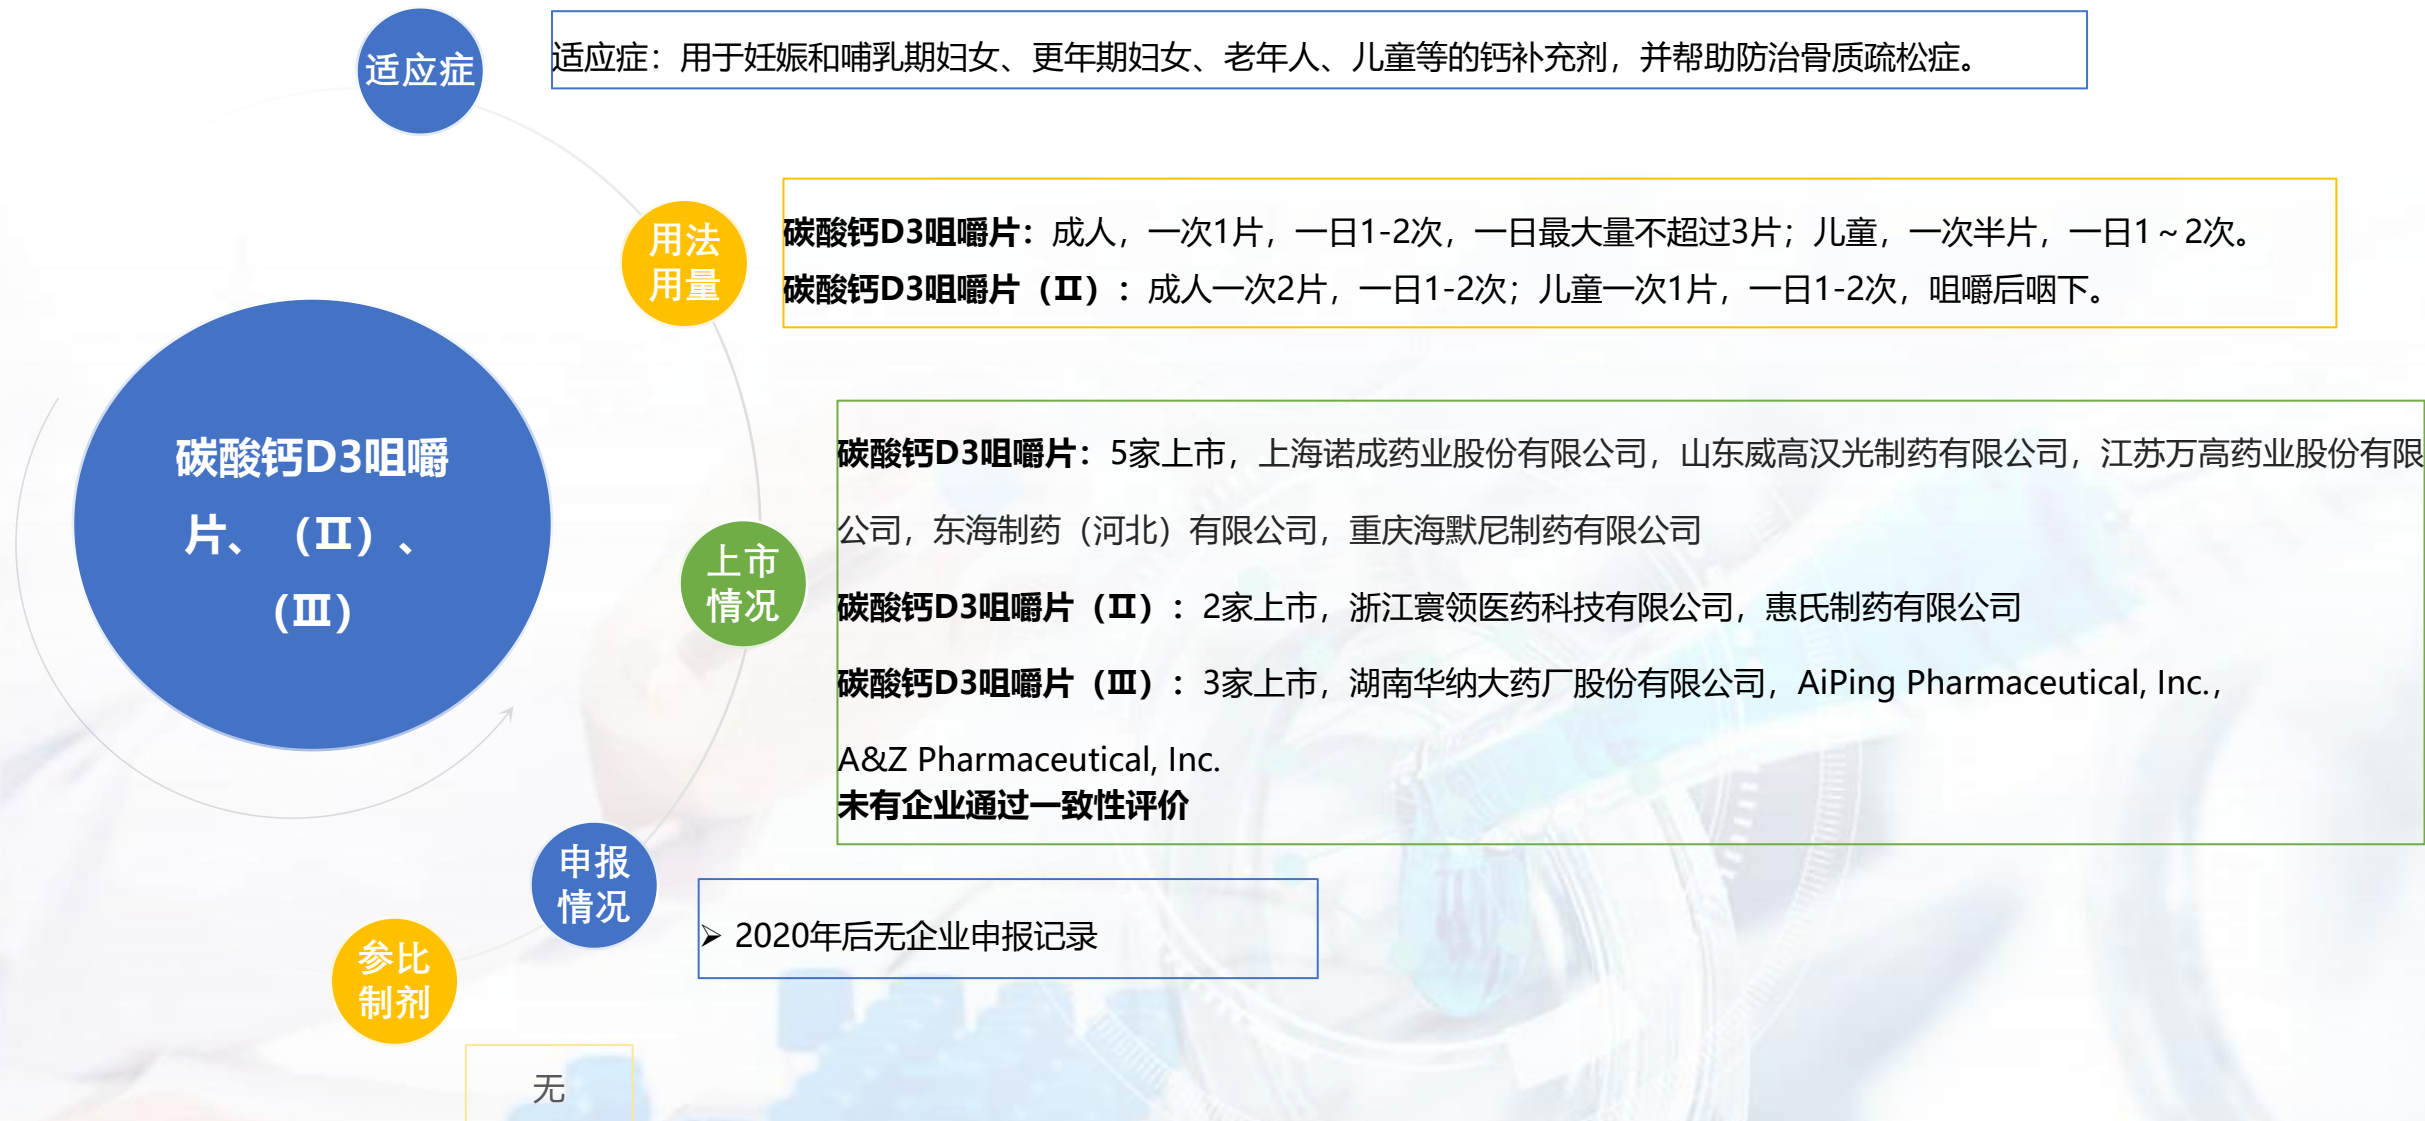 适应症
适应症：用于妊娠和哺乳期妇女、更年期妇女、老年人、儿童等的钙补充剂，并帮助防治骨质疏松症。
用法
用量
碳酸钙D3咀嚼片：成人，一次1片，一日1-2次，一日最大量不超过3片；儿童，一次半片，一日1～2次。
碳酸钙D3咀嚼片（Ⅱ）：成人一次2片，一日1-2次；儿童一次1片，一日1-2次，咀嚼后咽下。
碳酸钙D3咀嚼
片、（Ⅱ）、
（Ⅲ）
上市
情况
碳酸钙D3咀嚼片：5家上市，上海诺成药业股份有限公司，山东威高汉光制药有限公司，江苏万高药业股份有限
公司，东海制药（河北）有限公司，重庆海默尼制药有限公司
碳酸钙D3咀嚼片（Ⅱ）：2家上市，浙江寰领医药科技有限公司，惠氏制药有限公司
碳酸钙D3咀嚼片（Ⅲ）：3家上市，湖南华纳大药厂股份有限公司，AiPing Pharmaceutical, Inc.，
A&Z Pharmaceutical, Inc.
未有企业通过一致性评价
申报
情况
➢ 2020年后无企业申报记录
参比
制剂
无